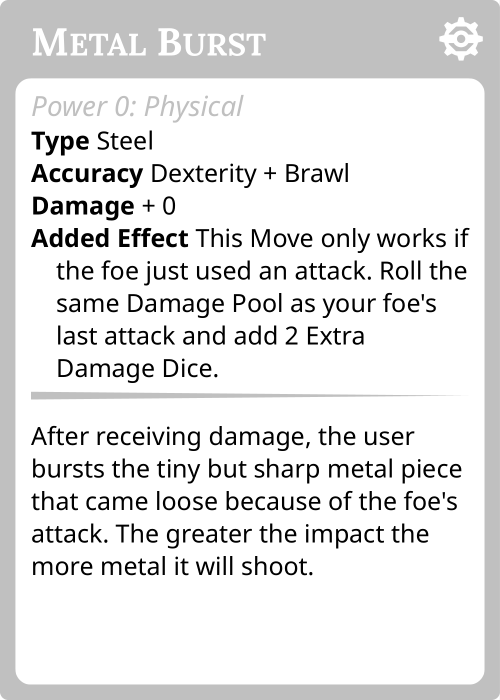 Metal Burst
Power 0: Physical
Type Steel
Accuracy Dexterity + Brawl
Damage + 0
Added Effect This Move only works if
the foe just used an attack. Roll the
same Damage Pool as your foe's
last attack and add 2 Extra
Damage Dice.
After receiving damage, the user
bursts the tiny but sharp metal piece
that came loose because of the foe's
attack. The greater the impact the
more metal it will shoot.